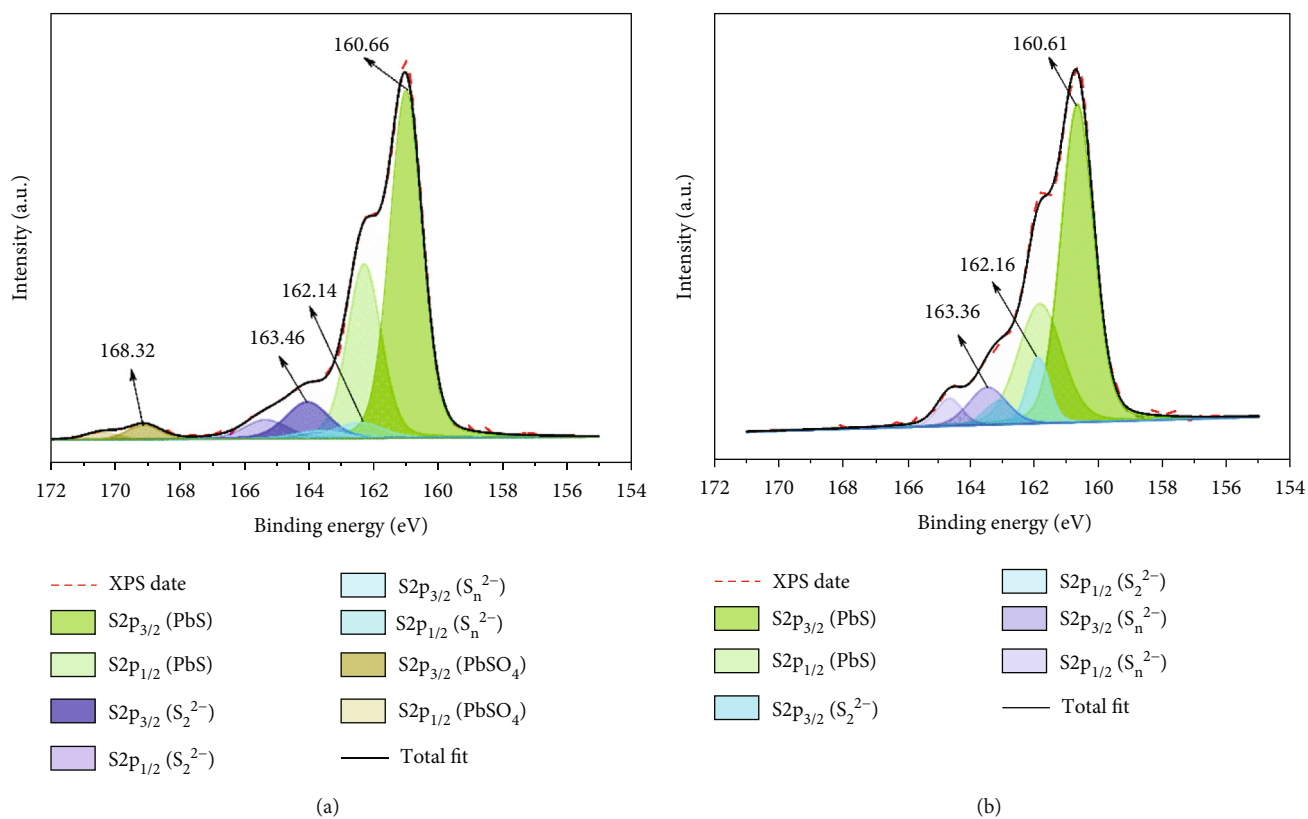 160.66
162.14
163.46
168.32
Intensity (a.u.)
172 170 168 166 164 162 160 158 156 154
Binding energy (eV)
XPS date
S2p3/2 (PbS)
S2p1/2 (PbS)
S2p3/2 (S2²⁻)
S2p1/2 (S2²⁻)
S2p3/2 (Sn²⁻)
S2p1/2 (Sn²⁻)
S2p3/2 (PbSO4)
S2p1/2 (PbSO4)
Total fit
(a)
160.61
162.16
163.36
Intensity (a.u.)
172 170 168 166 164 162 160 158 156 154
Binding energy (eV)
XPS date
S2p3/2 (PbS)
S2p1/2 (PbS)
S2p3/2 (S2²⁻)
S2p1/2 (S2²⁻)
S2p3/2 (Sn²⁻)
S2p1/2 (Sn²⁻)
Total fit
(b)